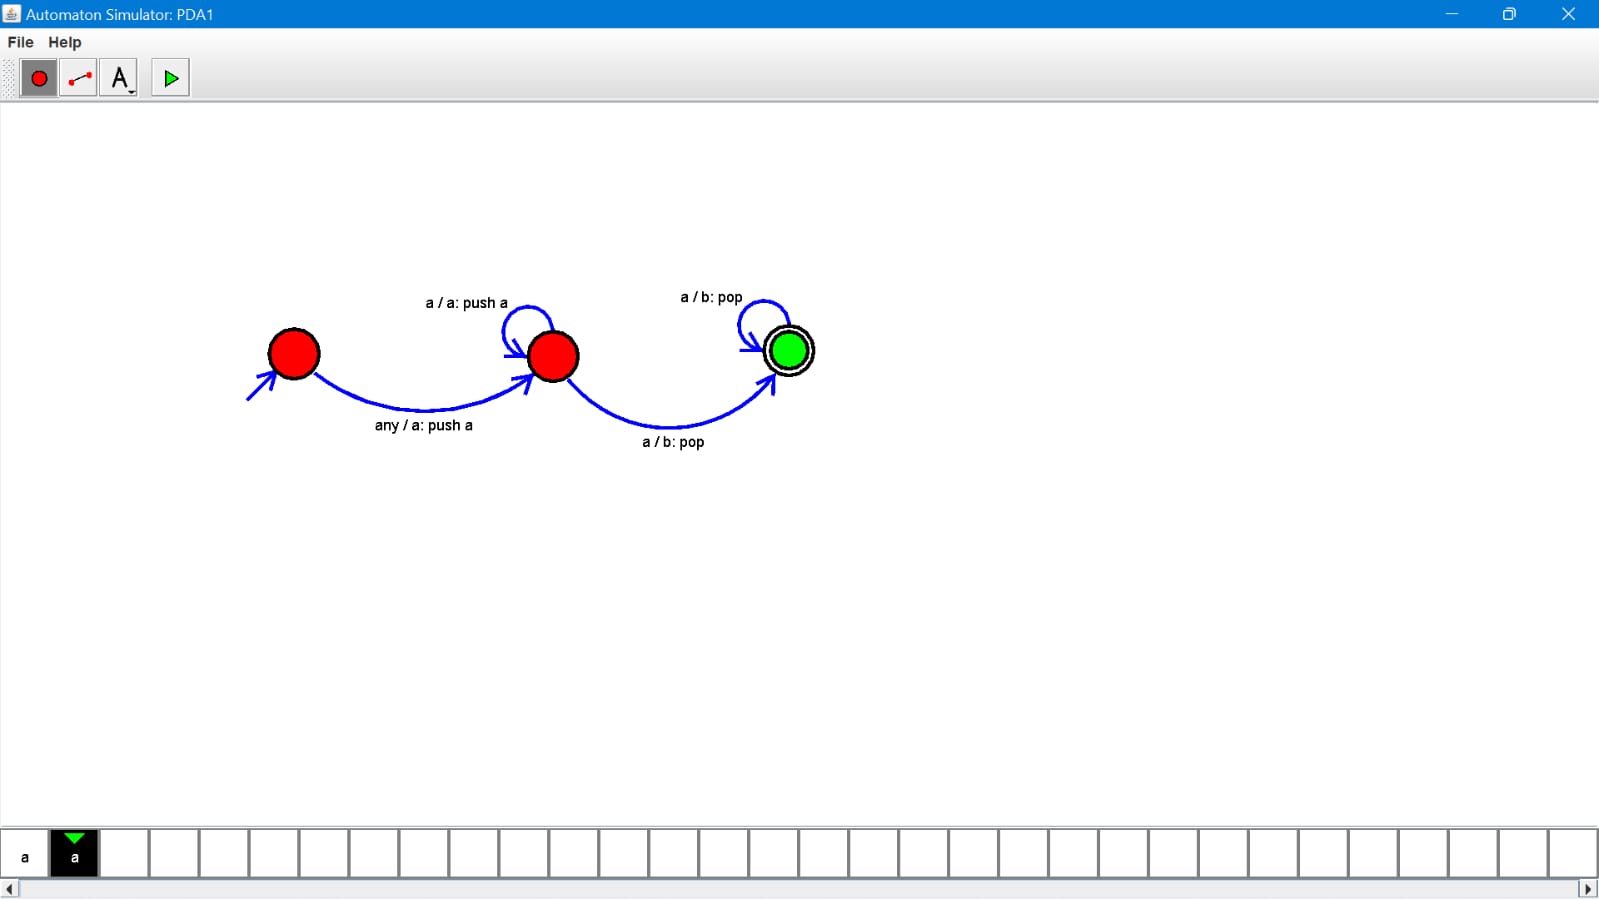 Automaton Simulator: PDA1
File Help
A
a / a: push a
a / b: pop
any / a: push a
a / b: pop
a a